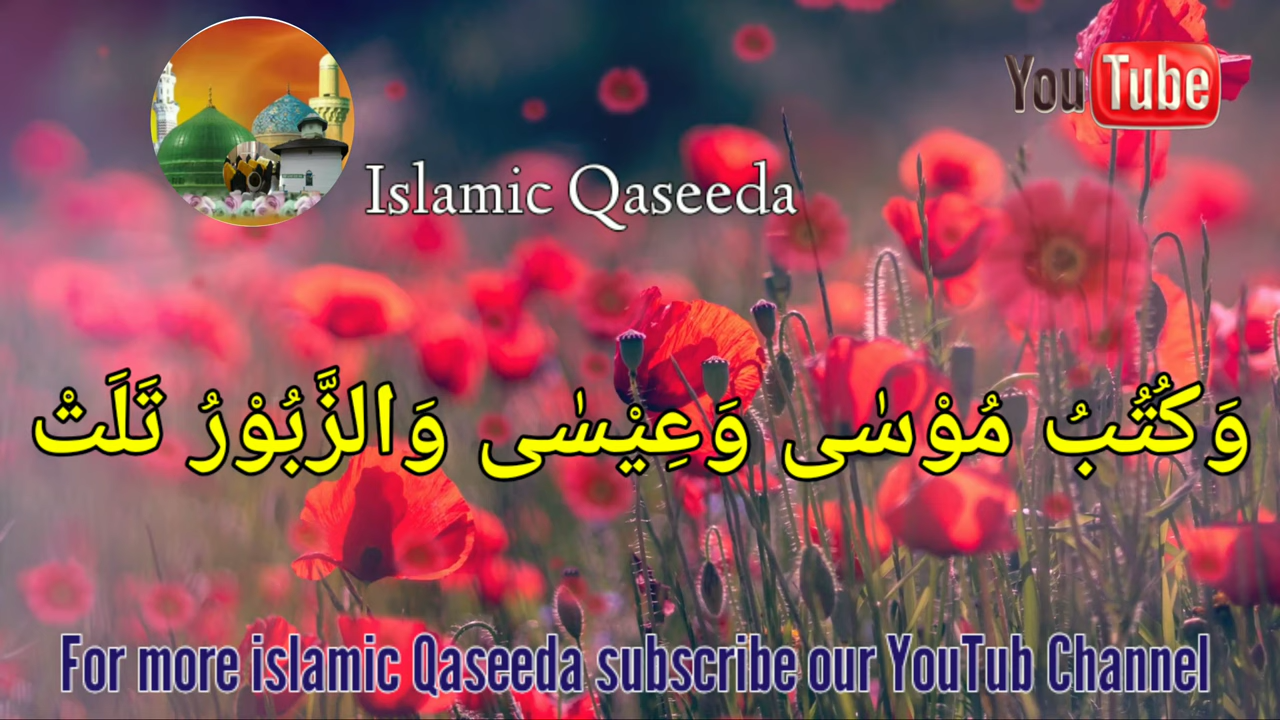 YouTube
Islamic Qaseeda
وَكُتُبُ مُوْسٰى وَعِيْسٰى وَالزَّبُوْرُ تَلَتْ
For more islamic Qaseeda subscribe our YouTub Channel